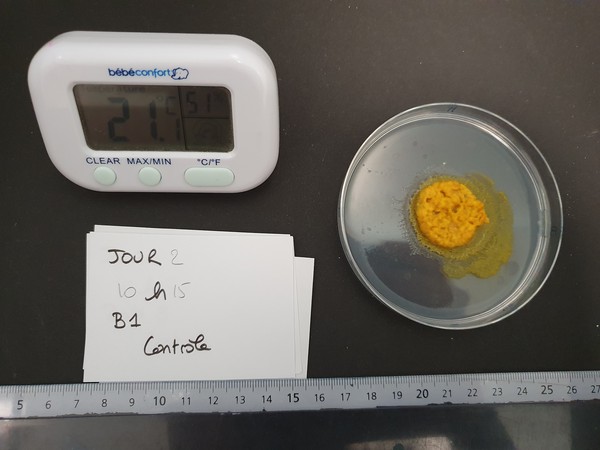 bébéconfort
21.1 °C 51%
CLEAR MAX/MIN °C/°F
JOUR 2
10 h 15
B1
Contrôle
5 6 7 8 9 10 11 12 13 14 15 16 17 18 19 20 21 22 23 24 25 26 27